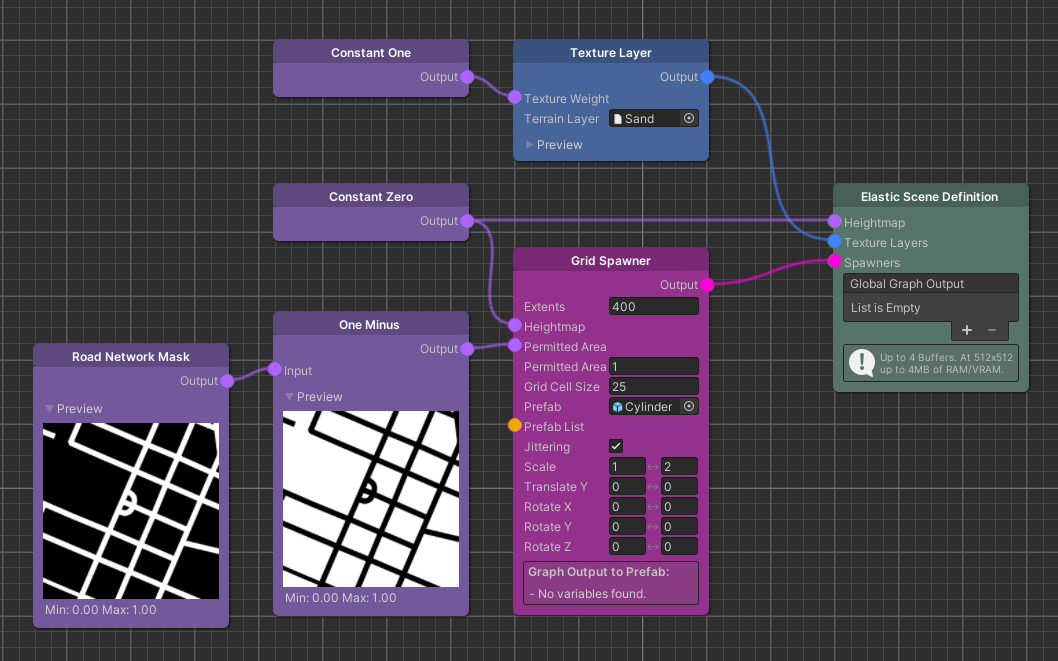 Constant One
Output
Texture Layer
Output
Texture Weight
Terrain Layer Sand
Preview
Constant Zero
Output
Elastic Scene Definition
Heightmap
Texture Layers
Spawners
Global Graph Output
List is Empty
+ −
! Up to 4 Buffers. At 512x512
up to 4MB of RAM/VRAM.
Grid Spawner
Output
Extents 400
Heightmap
Permitted Area
Permitted Area 1
Grid Cell Size 25
Prefab Cylinder
Prefab List
Jittering
Scale 1 2
Translate Y 0 0
Rotate X 0 0
Rotate Y 0 0
Rotate Z 0 0
Graph Output to Prefab:
- No variables found.
One Minus
Output
Input
Preview
Min: 0.00 Max: 1.00
Road Network Mask
Output
Preview
Min: 0.00 Max: 1.00